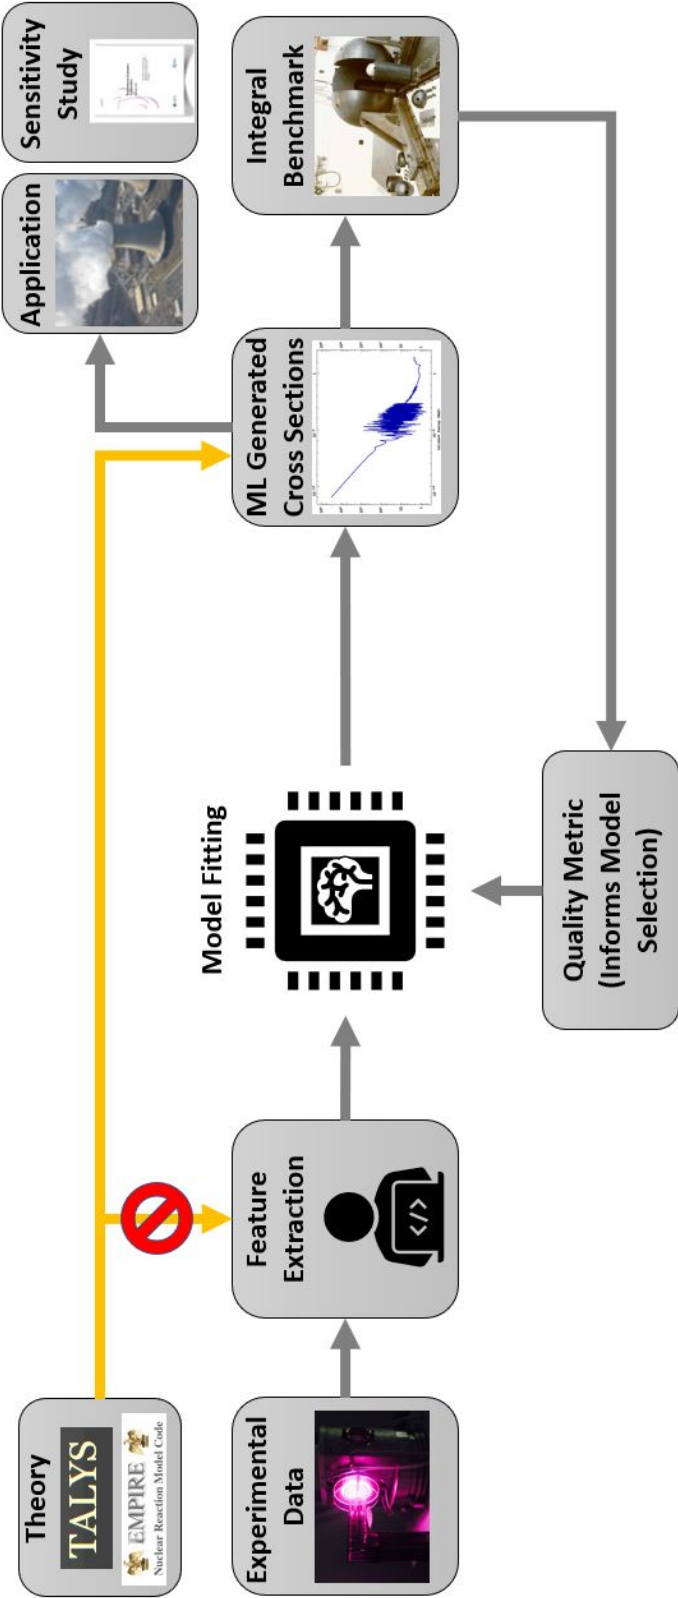 Theory
TALYS
EMPIRE
Nuclear Reaction Model Code
Experimental
Data
Feature
Extraction
</>
Model Fitting
Quality Metric
(Informs Model
Selection)
ML Generated
Cross Sections
Application
Sensitivity
Study
Integral
Benchmark